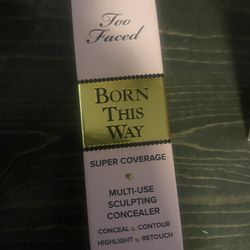 Too
Faced
BORN
THIS
WAY
SUPER COVERAGE
MULTI-USE
SCULPTING
CONCEALER
CONCEAL & CONTOUR
HIGHLIGHT & RETOUCH